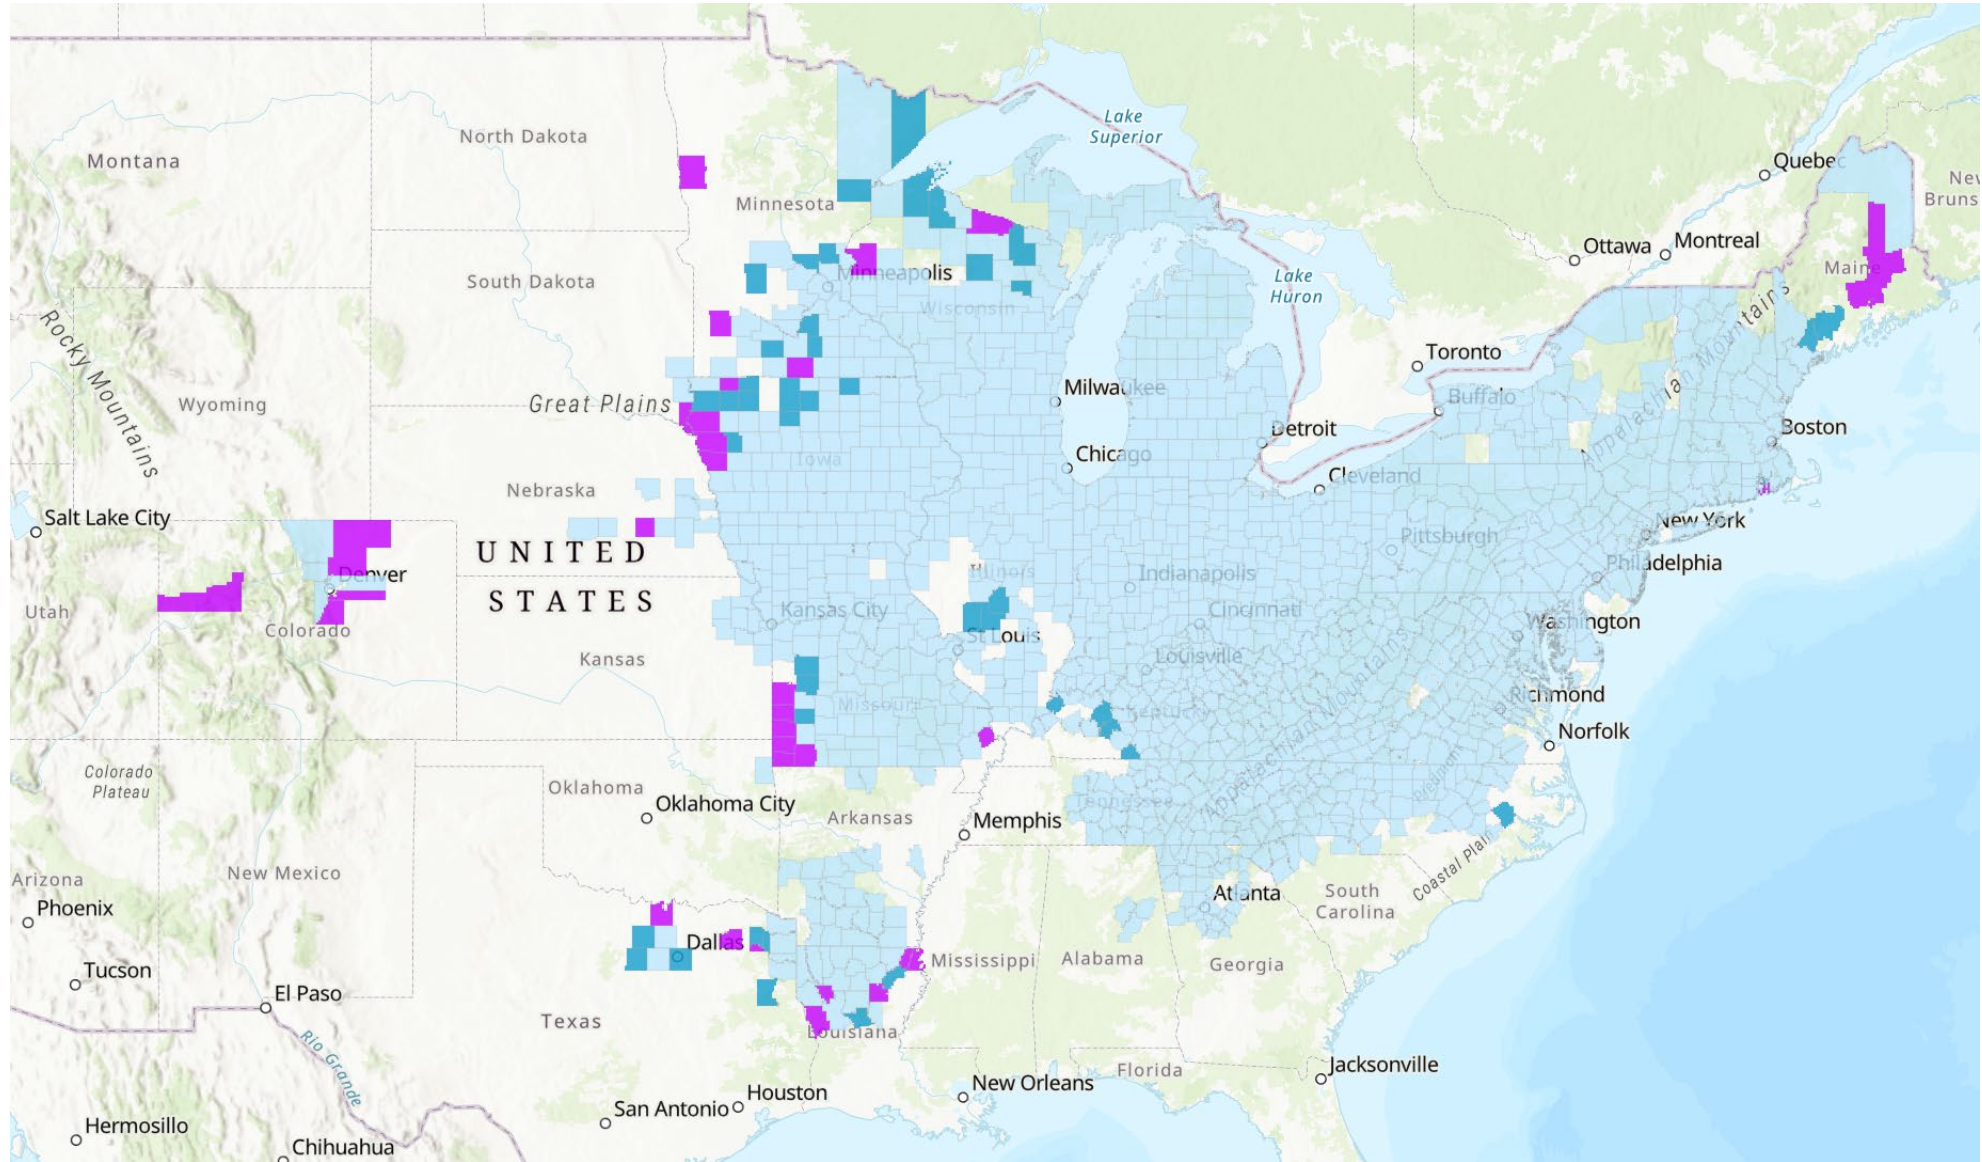 Lake
Superior
North Dakota
Montana
Quebec
New
Bruns
Minnesota
Ottawa
Montreal
Maine
Minneapolis
South Dakota
Lake
Huron
Wisconsin
Rocky Mountains
Appalachian Mountains
Toronto
Milwaukee
Buffalo
Wyoming
Great Plains
Detroit
Boston
Chicago
Iowa
Cleveland
Nebraska
Salt Lake City
New York
Pittsburgh
UNITED
STATES
Philadelphia
Denver
Illinois
Indianapolis
Utah
Kansas City
Cincinnati
Colorado
St Louis
Washington
Kansas
Louisville
Richmond
Missouri
Kentucky
Norfolk
Colorado
Plateau
Appalachian Mountains
Piedmont
Oklahoma
Oklahoma City
Tennessee
Arkansas
Memphis
Coastal Plain
New Mexico
Arizona
Phoenix
Atlanta
South
Carolina
Dallas
Mississippi
Alabama
Georgia
Tucson
El Paso
Texas
Louisiana
Rio Grande
Florida
Jacksonville
New Orleans
Houston
San Antonio
Hermosillo
Chihuahua